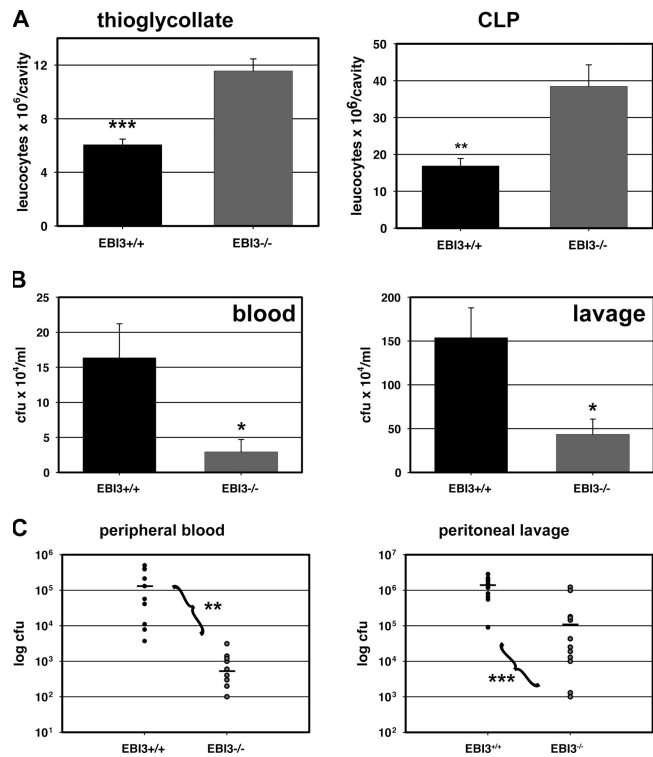 A
thioglycollate
CLP
leucocytes x 10⁶/cavity
12
9
6
4
0
***
EBI3+/+
EBI3-/-
leucocytes x 10⁶/cavity
50
40
30
20
10
0
**
EBI3+/+
EBI3-/-
B
blood
lavage
cfu x 10⁴/ml
25
20
15
10
5
0
*
EBI3+/+
EBI3-/-
cfu x 10⁴/ml
200
150
100
50
0
*
EBI3+/+
EBI3-/-
C
peripheral blood
peritoneal lavage
log cfu
10⁶
10⁵
10⁴
10³
10²
10¹
**
EBI3+/+
EBI3-/-
log cfu
10⁷
10⁶
10⁵
10⁴
10³
10²
***
EBI3+/+
EBI3-/-